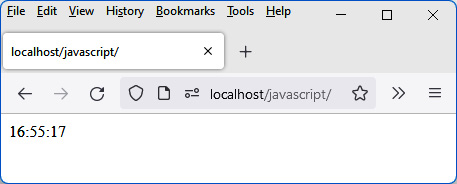 File Edit View History Bookmarks Tools Help
localhost/javascript/
localhost/javascript/
16:55:17